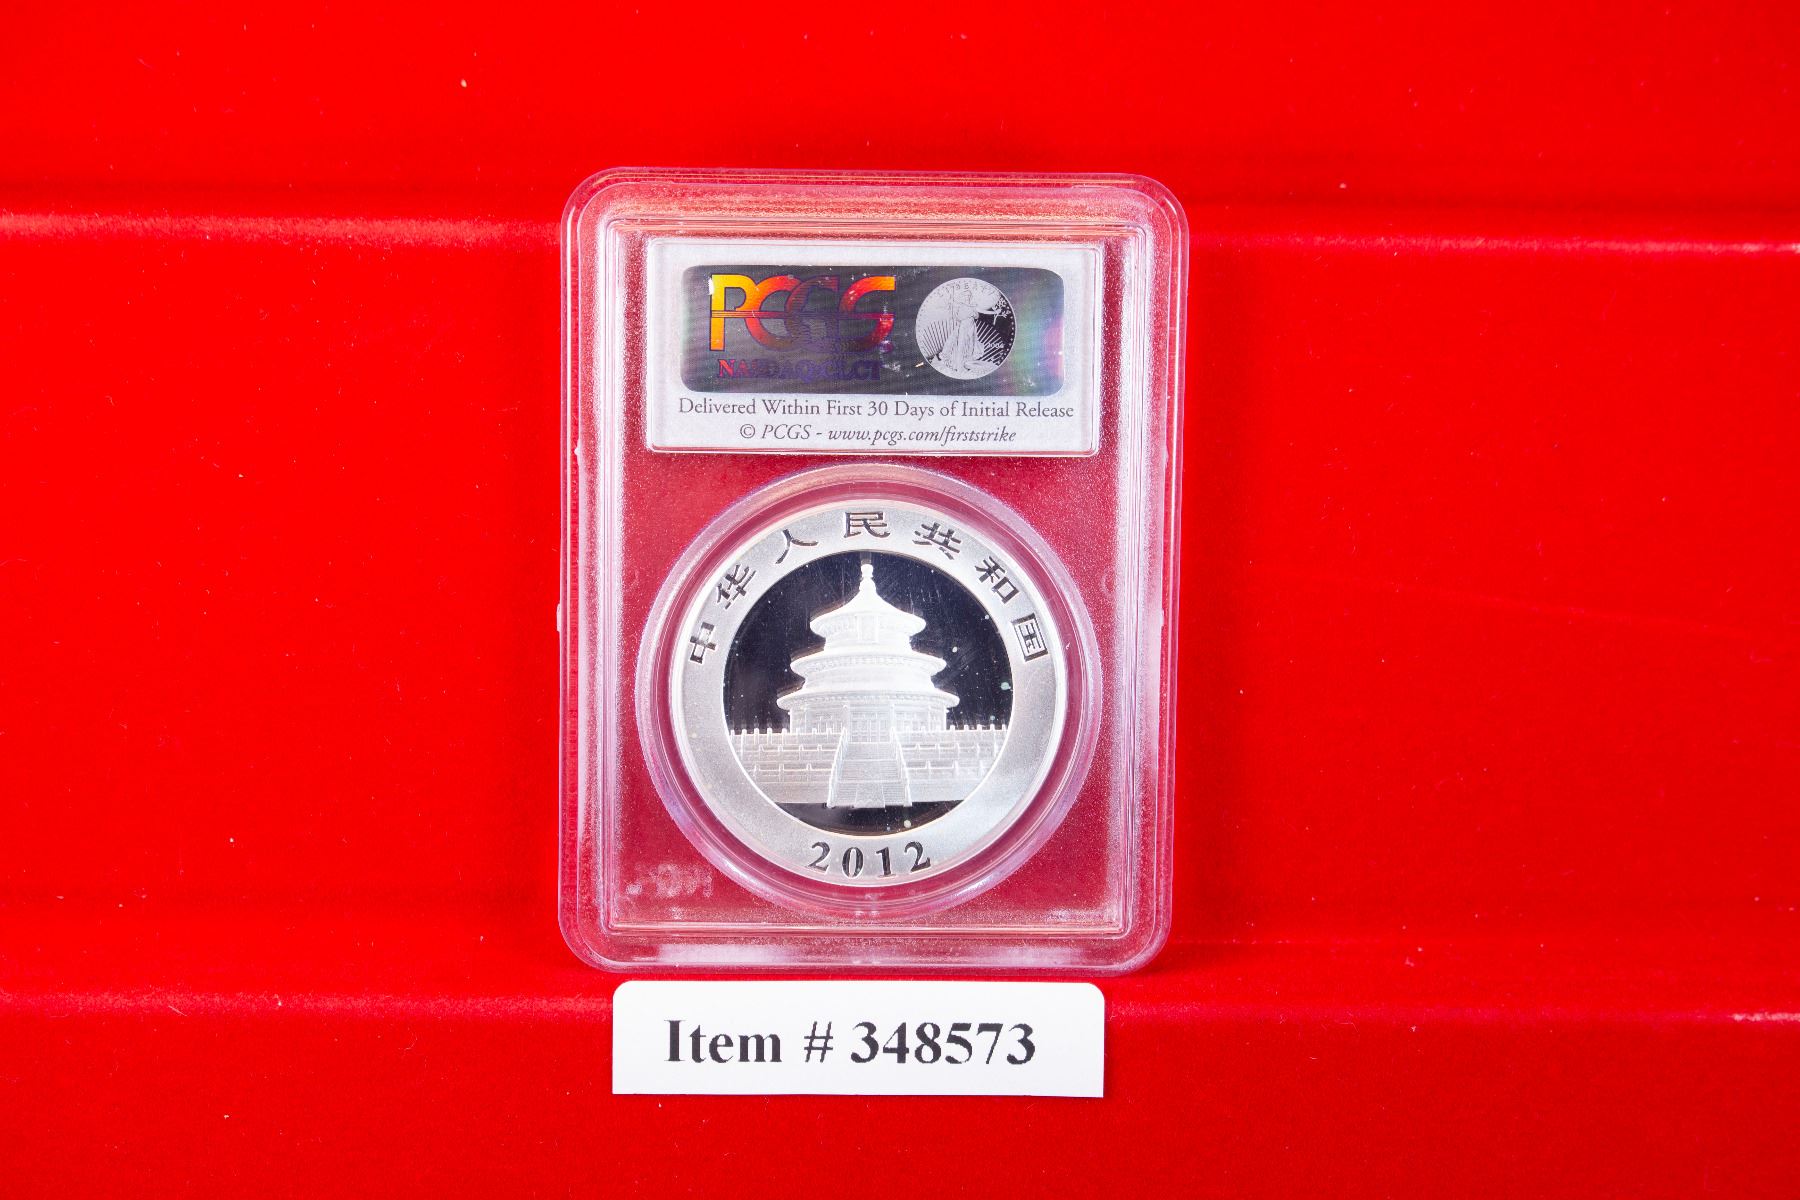 PCGS
NASDAQ:CLCT
LIBERTY
Delivered Within First 30 Days of Initial Release
© PCGS - www.pcgs.com/firststrike
中华人民共和国
2012
Item # 348573